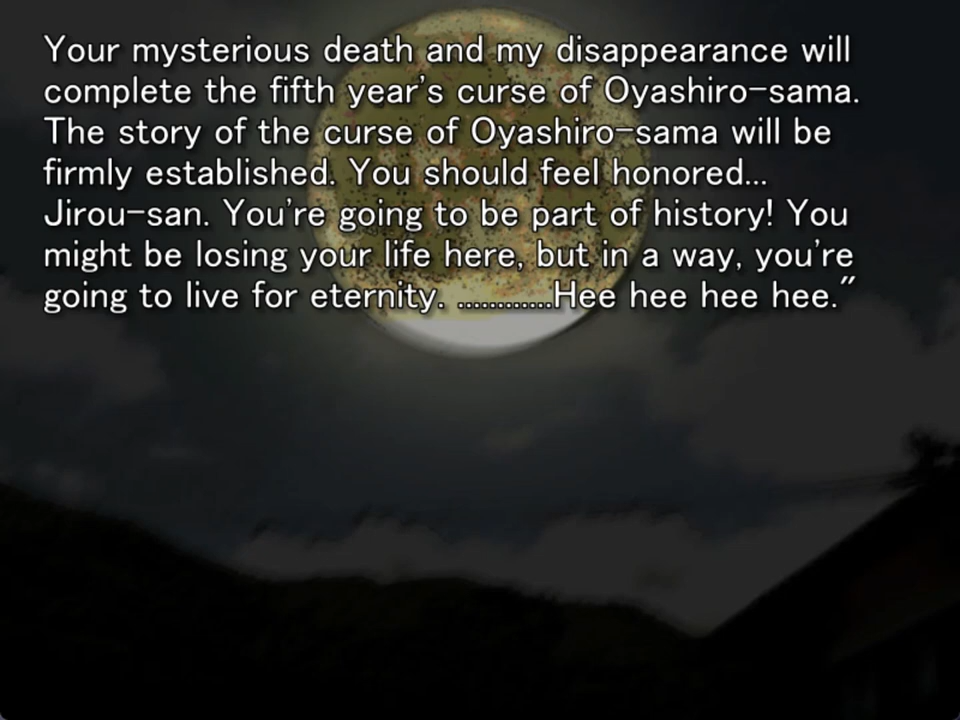 Your mysterious death and my disappearance will
complete the fifth year's curse of Oyashiro-sama.
The story of the curse of Oyashiro-sama will be
firmly established. You should feel honored...
Jirou-san. You're going to be part of history! You
might be losing your life here, but in a way, you're
going to live for eternity. ............Hee hee hee hee."